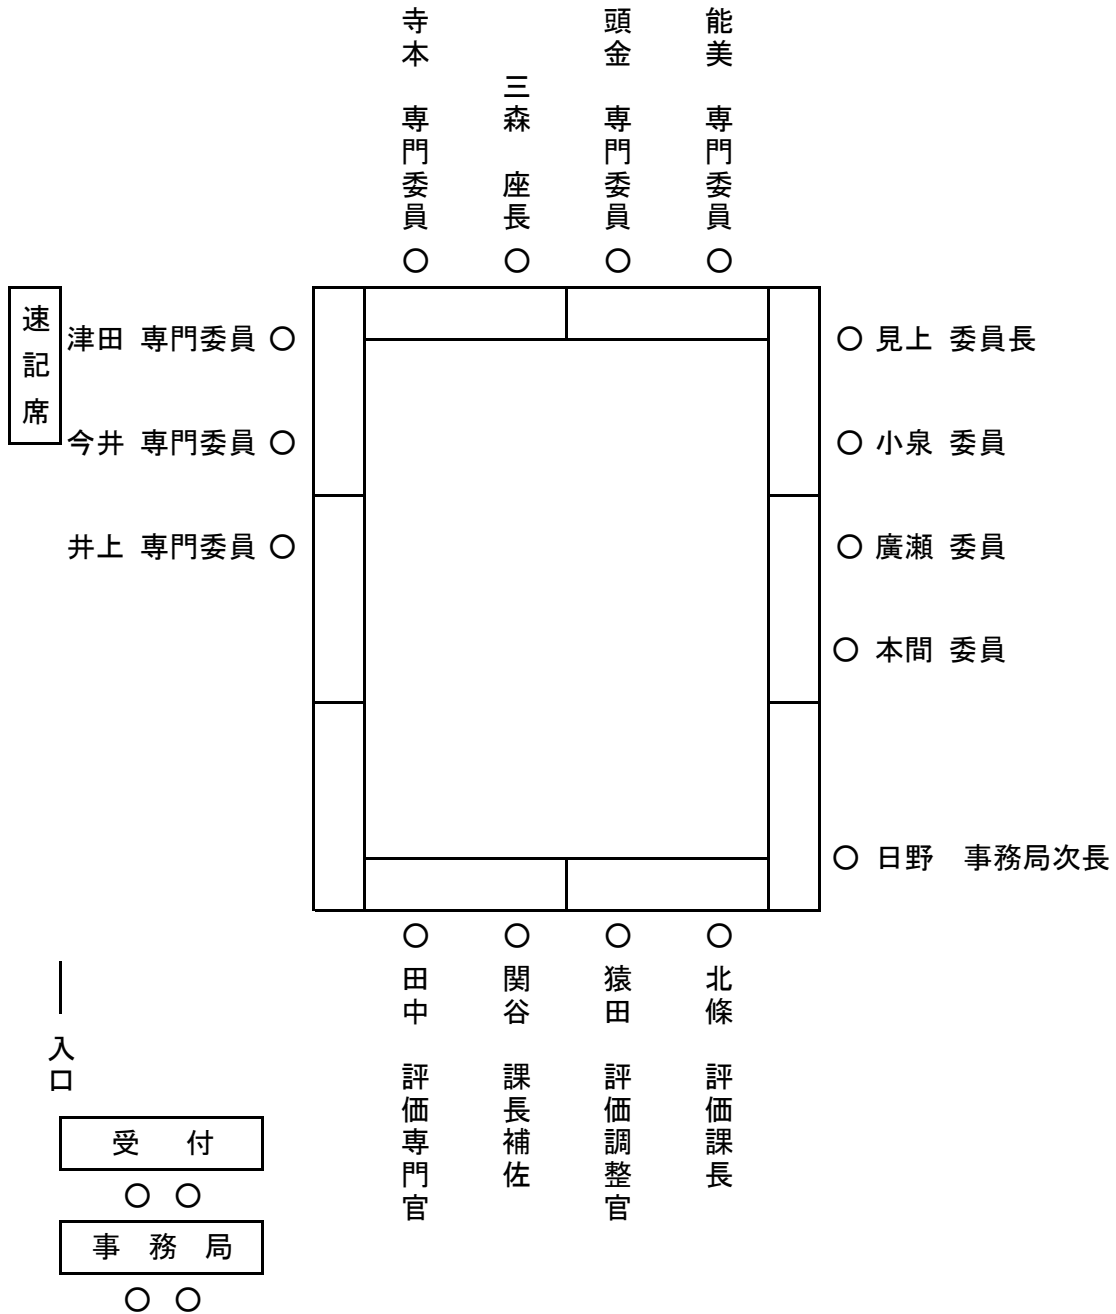 寺本 専門委員
三森 座長
頭金 専門委員
能美 専門委員
速記席
津田 専門委員
今井 専門委員
井上 専門委員
見上 委員長
小泉 委員
廣瀬 委員
本間 委員
日野 事務局次長
田中 評価専門官
関谷 課長補佐
猿田 評価調整官
北條 評価課長
入口
受 付
事 務 局